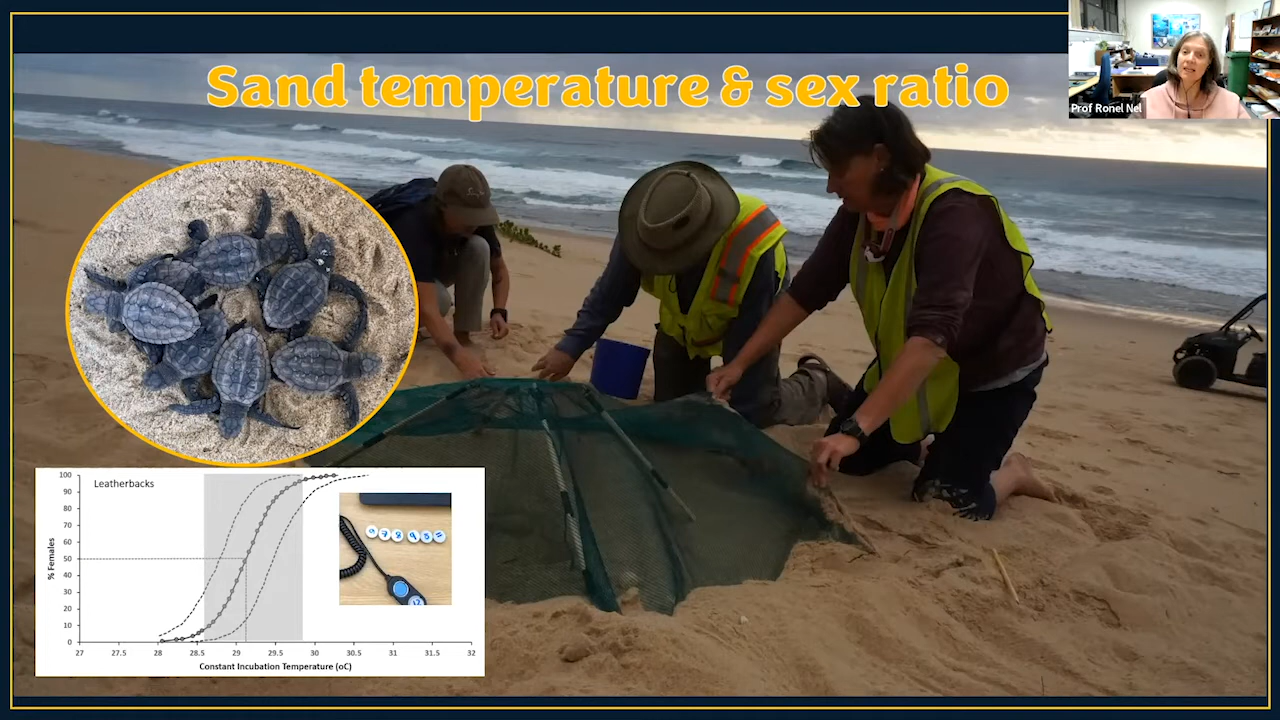 Sand temperature & sex ratio
Prof Ronel Nel
Leatherbacks
100
90
80
70
60
50
40
30
20
10
0
% Females
27 27.5 28 28.5 29 29.5 30 30.5 31 31.5 32
Constant Incubation Temperature (oC)